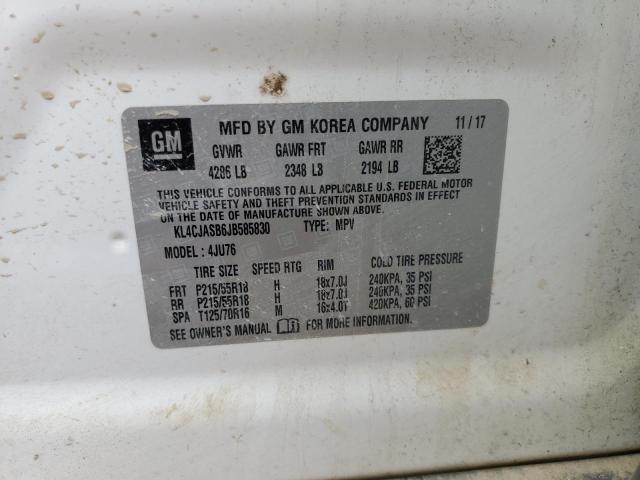 GM MFD BY GM KOREA COMPANY 11/17
GVWR GAWR FRT GAWR RR
4286 LB 2348 LB 2194 LB
THIS VEHICLE CONFORMS TO ALL APPLICABLE U.S. FEDERAL MOTOR
VEHICLE SAFETY AND THEFT PREVENTION STANDARDS IN EFFECT
ON THE DATE OF MANUFACTURE SHOWN ABOVE.
KL4CJASB6JB585830 TYPE: MPV
MODEL: 4JU76
TIRE SIZE SPEED RTG RIM COLD TIRE PRESSURE
FRT P215/55R18 H 18x7.0J 240KPA, 35 PSI
RR P215/55R18 H 18x7.0J 240KPA, 35 PSI
SPA T125/70R16 M 16x4.0T 420KPA, 60 PSI
SEE OWNER'S MANUAL FOR MORE INFORMATION.